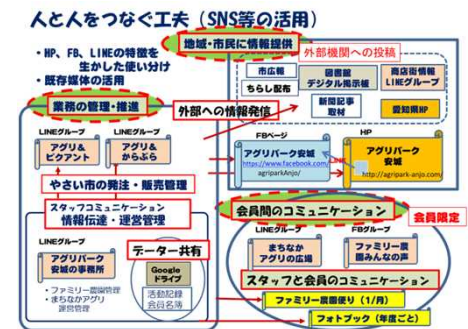 人と人をつなぐ工夫（SNS等の活用）
・HP、FB、LINEの特徴を
生かした使い分け
・既存媒体の活用
地域・市民に情報提供
外部機関への投稿
市広報
ちらし配布
図書館
デジタル掲示板
商店街情報
LINEグループ
新聞記事
取材
愛知県HP
業務の管理・推進
外部への情報発信
LINEグループ
アグリ＆
ビクアント
LINEグループ
アグリ＆
からぶら
FBページ
アグリパーク
安城
https://www.facebook.com/
agriparkAnjo/
HP
アグリパーク
安城
http://agripark-anjo.com/
やさい市の発注・販売管理
スタッフコミュニケーション
情報伝達・運営管理
会員間のコミュニケーション
会員限定
LINEグループ
アグリパーク
安城の事務所
・ファミリー農園管理
・まちなかアグリ
運営管理
データー共有
Google
ドライブ
活動記録
会員名簿
LINEグループ
まちなか
アグリの広場
FBグループ
ファミリー農
園みんなの声
スタッフと会員のコミュニケーション
ファミリー農園便り（1/月）
フォトブック（年度ごと）